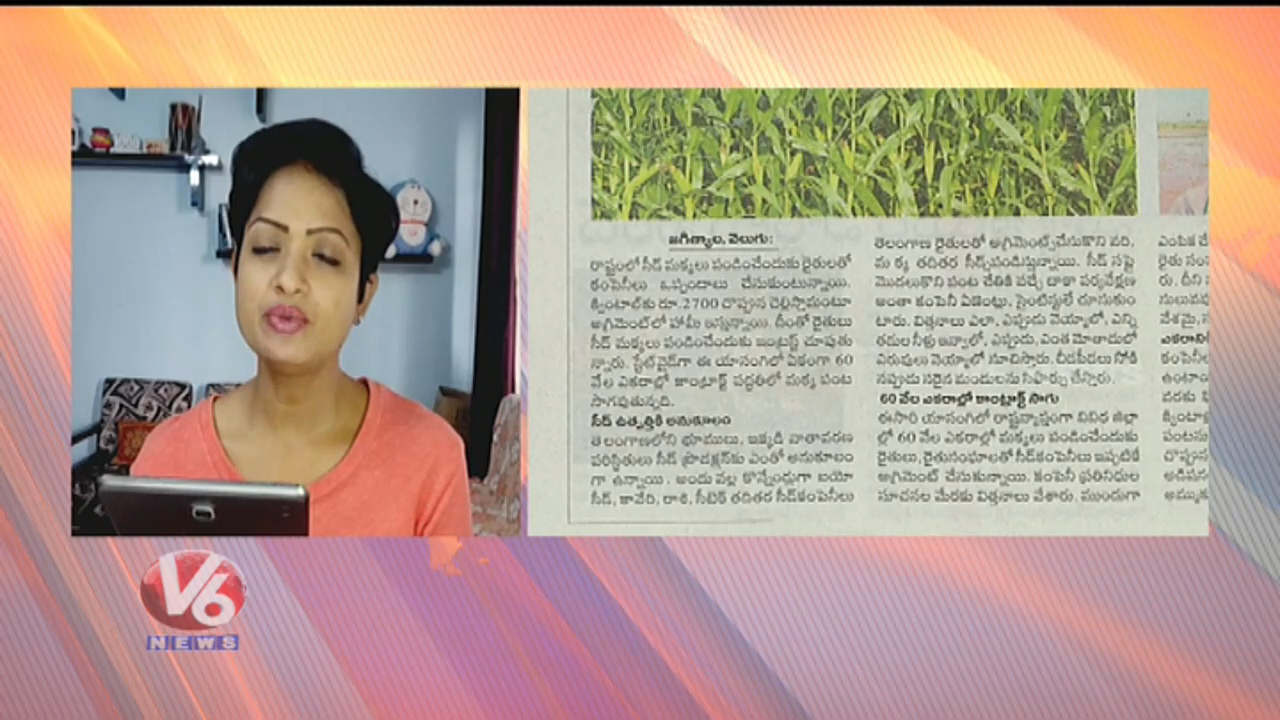 జగిత్యాల, వెలుగు:
రాష్ట్రంలో సీడ్ మక్కలు పండించేందుకు రైతులతో
కంపెనీలు ఒప్పందాలు చేసుకుంటున్నాయి.
క్వింటాల్‌కు రూ.2700 చొప్పున చెల్లిస్తామంటూ
అగ్రిమెంట్‌లో హామీ ఇస్తున్నాయి. దీంతో రైతులు
సీడ్ మక్కలు పండించేందుకు ఇంట్రస్ట్ చూపుతు
న్నారు. స్టేట్‌వైడ్‌గా ఈ యాసంగిలో ఏకంగా 60
వేల ఎకరాల్లో కాంట్రాక్ట్ పద్ధతిలో మక్క పంట
సాగవుతున్నది.
సీడ్ ఉత్పత్తికి అనుకూలం
తెలంగాణలోని భూములు, ఇక్కడి వాతావరణ
పరిస్థితులు సీడ్ ప్రొడక్షన్‌కు ఎంతో అనుకూలం
గా ఉన్నాయి. అందువల్ల కొన్నేండ్లుగా బయో
సీడ్, కావేరి, రాశి, సీటెక్ తదితర సీడ్‌కంపెనీలు
తెలంగాణ రైతులతో అగ్రిమెంట్స్‌చేసుకొని వరి,
మక్క తదితర సీడ్స్‌పండిస్తున్నాయి. సీడ్ సప్లై
మొదలుకొని పంట చేతికి వచ్చే దాకా పర్యవేక్షణ
అంతా కంపెనీ ఏజెంట్లు, సైంటిస్టులే చూసుకుం
టారు. విత్తనాలు ఎలా, ఎప్పుడు వెయ్యాలో, ఎన్ని
తడుల నీళ్లు ఇవ్వాలో, ఎప్పుడు, ఎంత మోతాదులో
ఎరువులు వెయ్యాలో సూచిస్తారు. చీడపీడలు సోకి
నప్పుడు సరైన మందులను సిఫార్సు చేస్తారు.
60 వేల ఎకరాల్లో కాంట్రాక్ట్ సాగు
ఈసారి యాసంగిలో రాష్ట్రవ్యాప్తంగా వివిధ జిల్లా
ల్లో 60 వేల ఎకరాల్లో మక్కలు పండించేందుకు
రైతులు, రైతుసంఘాలతో సీడ్‌కంపెనీలు ఇప్పటికే
అగ్రిమెంట్ చేసుకున్నాయి. కంపెనీ ప్రతినిధుల
సూచనల మేరకు విత్తనాలు వేశారు. ముందుగా
ఎంపిక చే
రైతు సం
రు. దీని
కంపెనీల
ఉంటాయి
క్వింటా
పంటను
చొప్పున
V6
NEWS